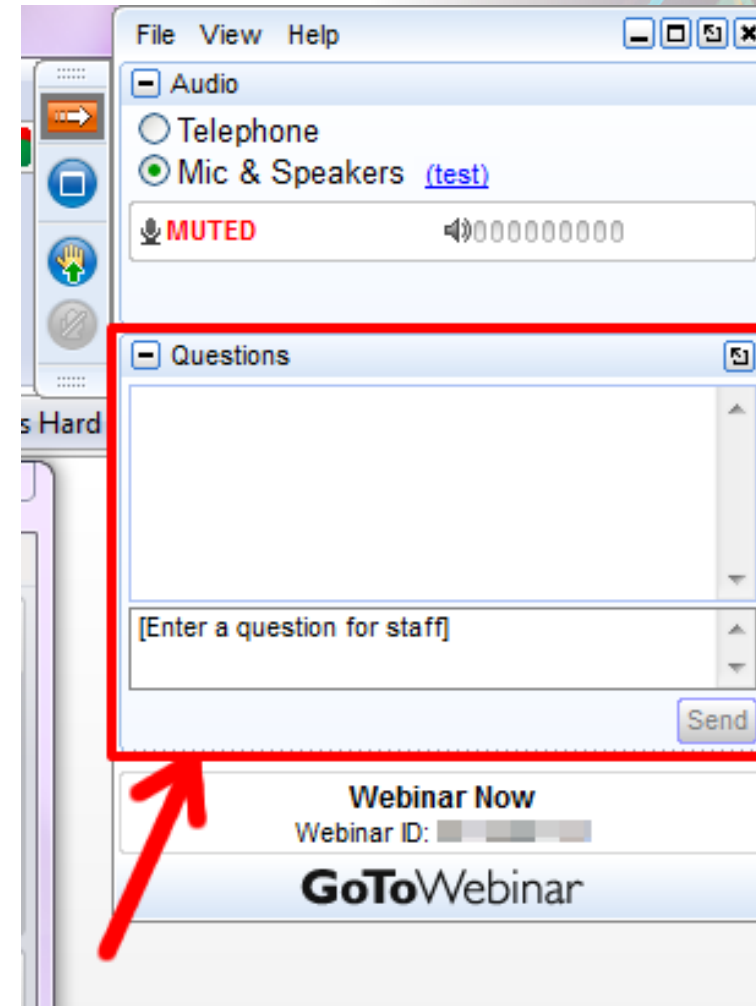 File View Help
Audio
Telephone
Mic & Speakers (test)
MUTED
s Hard
Questions
[Enter a question for staff]
Send
Webinar Now
Webinar ID:
GoToWebinar